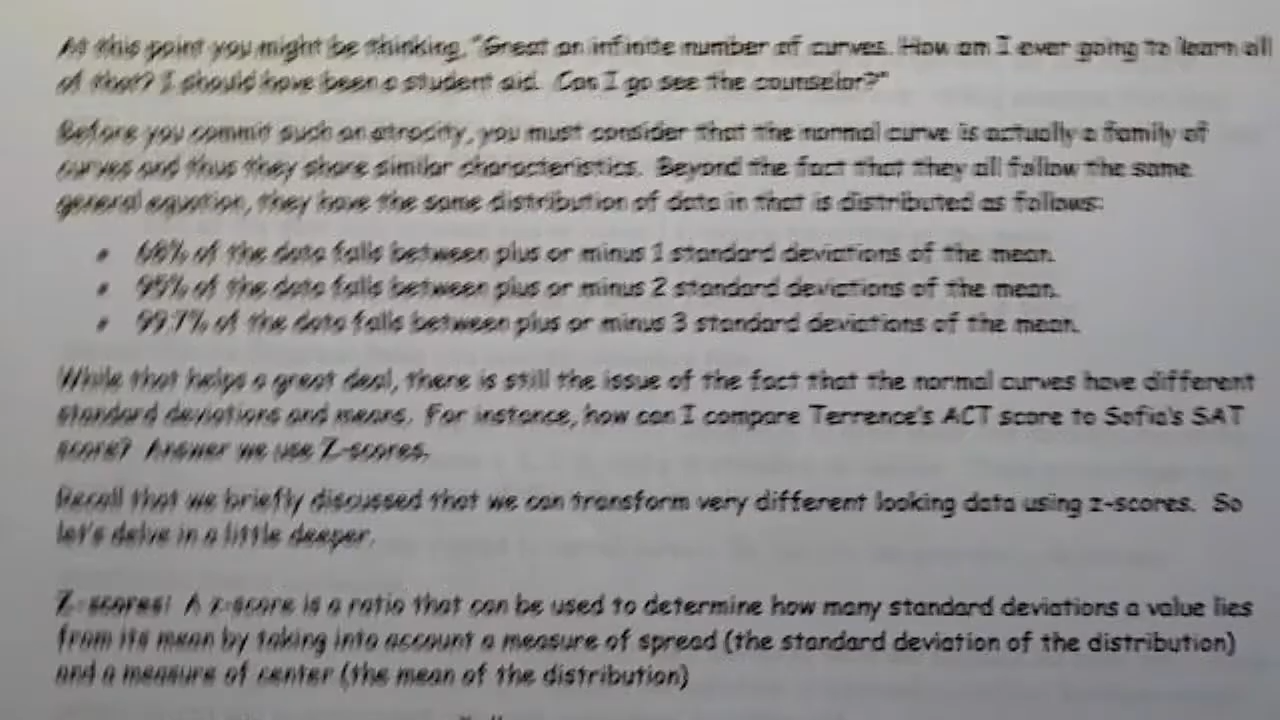 At this point you might be thinking, "Great an infinite number of curves. How am I ever going to learn all
of that? I should have been a student aid. Can I go see the counselor?"
Before you commit such an atrocity, you must consider that the normal curve is actually a family of
curves and thus they share similar characteristics. Beyond the fact that they all follow the same
general equation, they have the same distribution of data in that is distributed as follows:
• 68% of the data falls between plus or minus 1 standard deviations of the mean.
• 95% of the data falls between plus or minus 2 standard deviations of the mean.
• 99.7% of the data falls between plus or minus 3 standard deviations of the mean.
While that helps a great deal, there is still the issue of the fact that the normal curves have different
standard deviations and means. For instance, how can I compare Terrence's ACT score to Sofia's SAT
score? Answer we use Z-scores.
Recall that we briefly discussed that we can transform very different looking data using z-scores. So
let's delve in a little deeper.
Z-scores: A z-score is a ratio that can be used to determine how many standard deviations a value lies
from its mean by taking into account a measure of spread (the standard deviation of the distribution)
and a measure of center (the mean of the distribution)